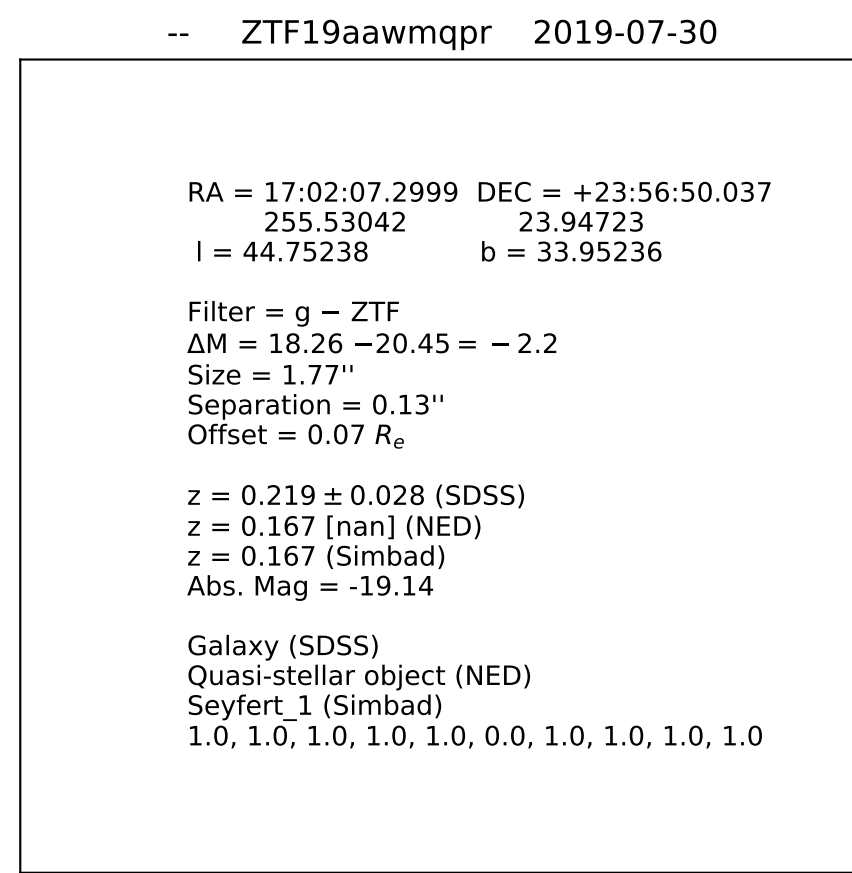 -- ZTF19aawmqpr 2019-07-30
RA = 17:02:07.2999 DEC = +23:56:50.037
255.53042 23.94723
l = 44.75238 b = 33.95236
Filter = g − ZTF
ΔM = 18.26 −20.45 = − 2.2
Size = 1.77''
Separation = 0.13''
Offset = 0.07 Rₑ
z = 0.219 ± 0.028 (SDSS)
z = 0.167 [nan] (NED)
z = 0.167 (Simbad)
Abs. Mag = -19.14
Galaxy (SDSS)
Quasi-stellar object (NED)
Seyfert_1 (Simbad)
1.0, 1.0, 1.0, 1.0, 1.0, 0.0, 1.0, 1.0, 1.0, 1.0